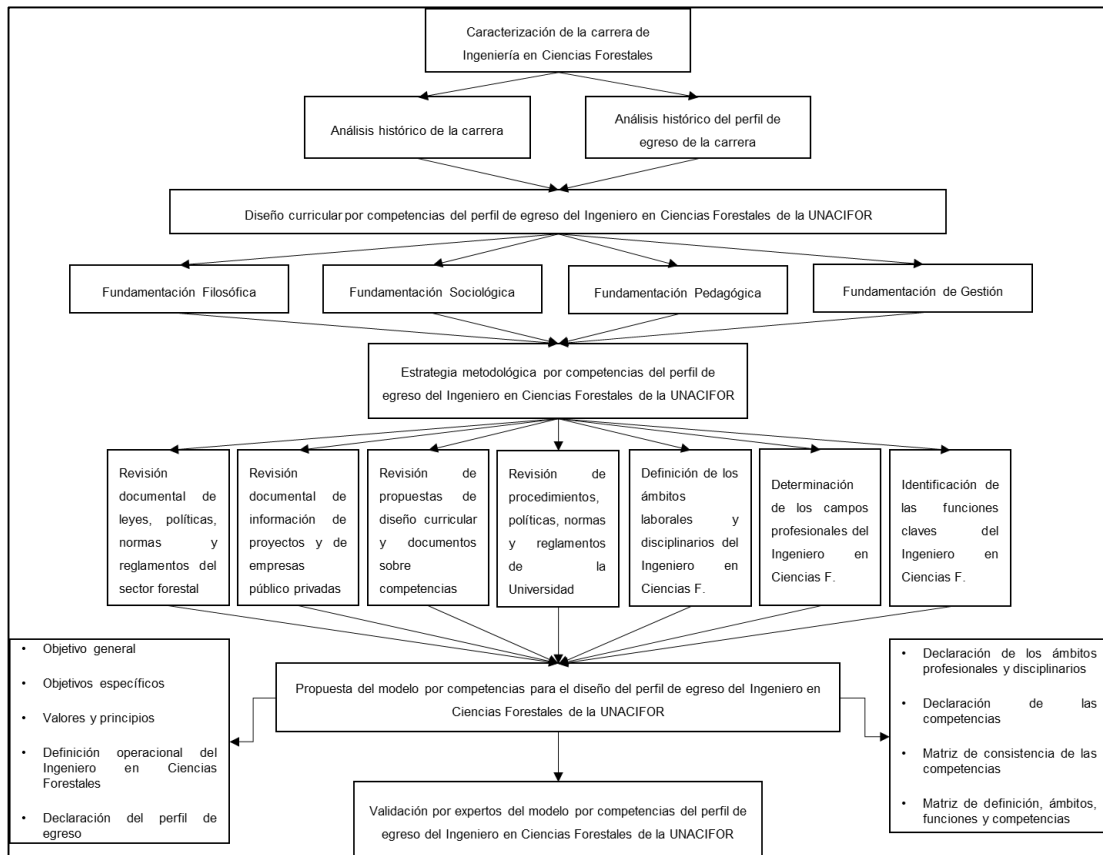 Caracterización de la carrera de
Ingeniería en Ciencias Forestales
Análisis histórico de la carrera
Análisis histórico del perfil de
egreso de la carrera
Diseño curricular por competencias del perfil de egreso del Ingeniero en Ciencias Forestales de la UNACIFOR
Fundamentación Filosófica
Fundamentación Sociológica
Fundamentación Pedagógica
Fundamentación de Gestión
Estrategia metodológica por competencias del perfil de
egreso del Ingeniero en Ciencias Forestales de la UNACIFOR
Revisión
documental de
leyes, políticas,
normas y
reglamentos del
sector forestal
Revisión
documental de
información de
proyectos y de
empresas
público privadas
Revisión de
propuestas de
diseño curricular
y documentos
sobre
competencias
Revisión de
procedimientos,
políticas, normas
y reglamentos
de la
Universidad
Definición de los
ámbitos
laborales y
disciplinarios del
Ingeniero en
Ciencias F.
Determinación
de los campos
profesionales del
Ingeniero en
Ciencias F.
Identificación de
las funciones
claves del
Ingeniero en
Ciencias F.
• Objetivo general
• Objetivos específicos
• Valores y principios
• Definición operacional del
Ingeniero en Ciencias
Forestales
• Declaración del perfil de
egreso
Propuesta del modelo por competencias para el diseño del perfil de egreso del Ingeniero en
Ciencias Forestales de la UNACIFOR
• Declaración de los ámbitos
profesionales y disciplinarios
• Declaración de las
competencias
• Matriz de consistencia de las
competencias
• Matriz de definición, ámbitos,
funciones y competencias
Validación por expertos del modelo por competencias del perfil de
egreso del Ingeniero en Ciencias Forestales de la UNACIFOR